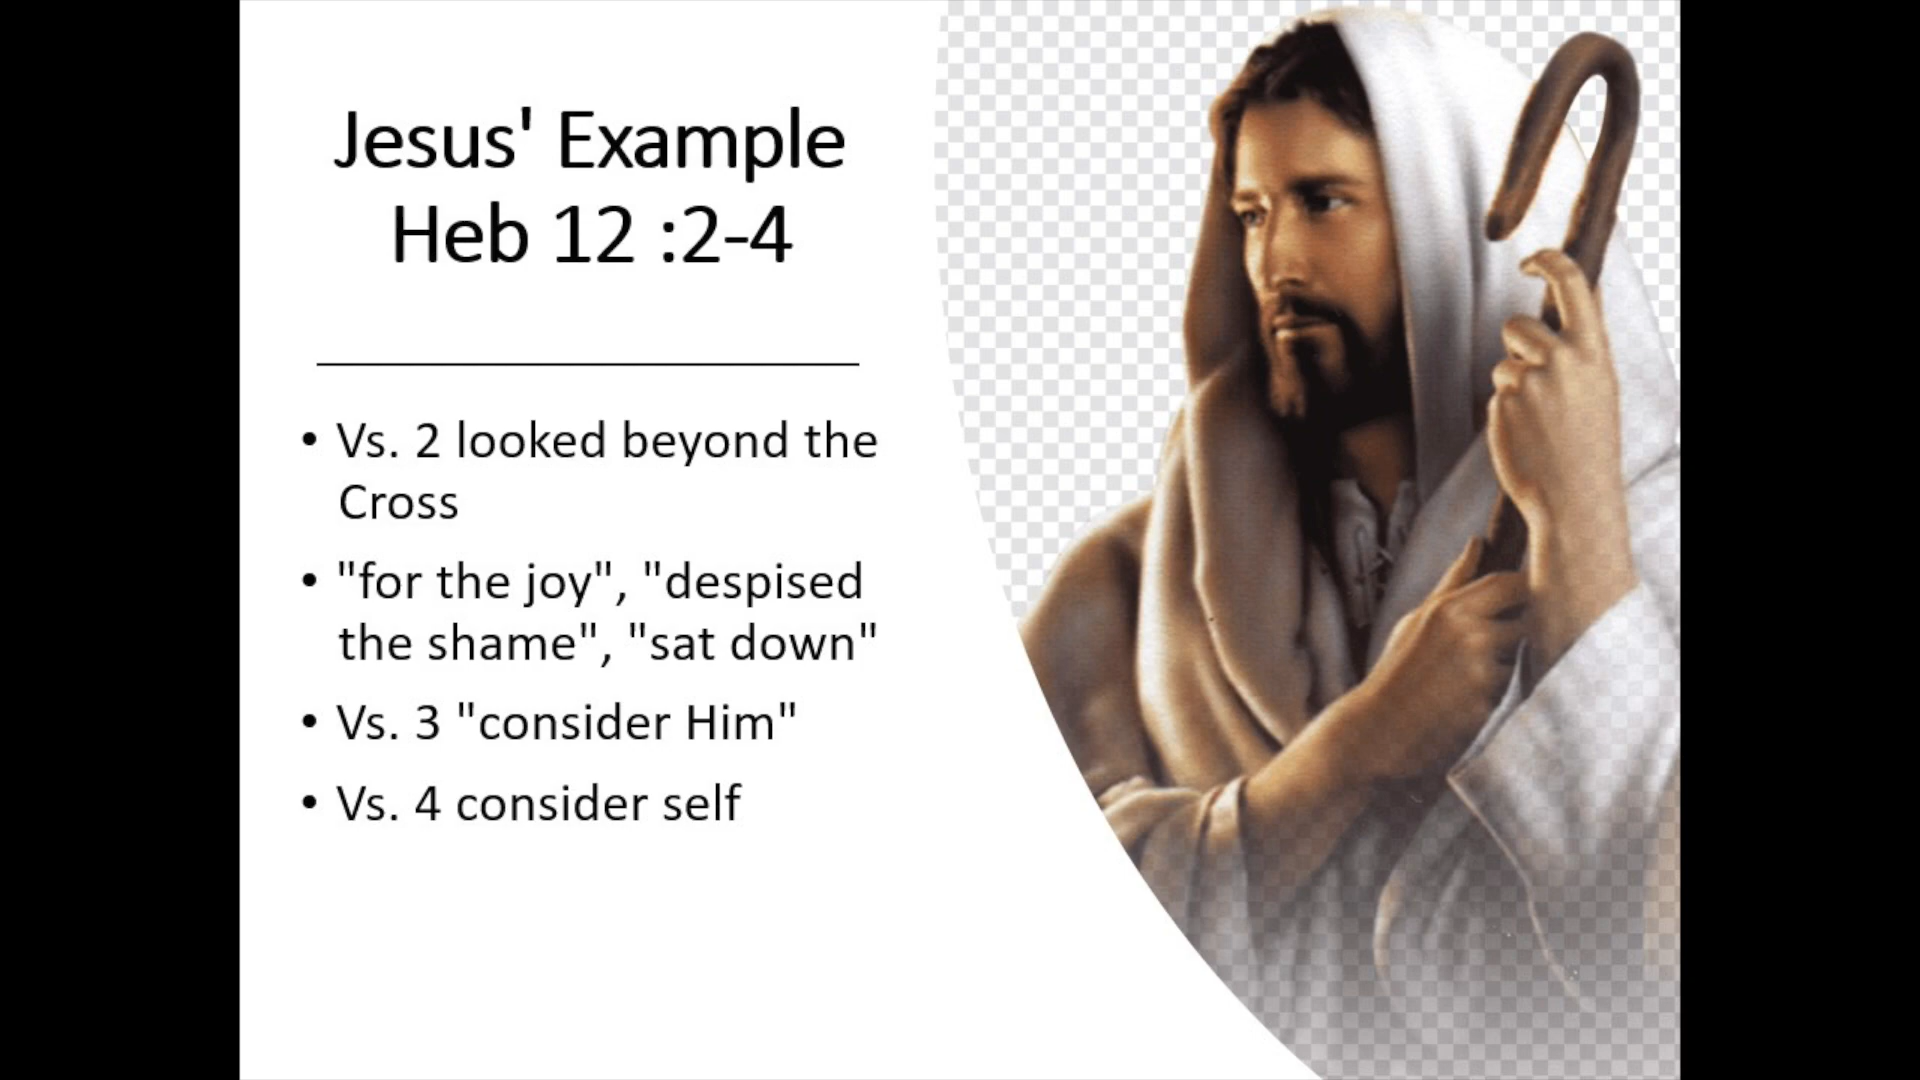 Jesus' Example
Heb 12 :2-4
• Vs. 2 looked beyond the
Cross
• "for the joy", "despised
the shame", "sat down"
• Vs. 3 "consider Him"
• Vs. 4 consider self